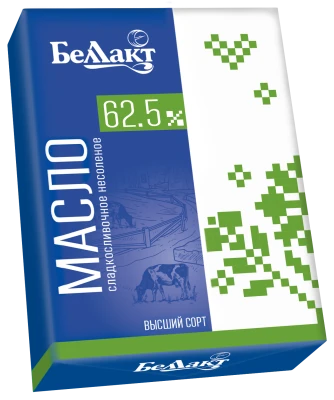 Беллакт
62.5%
МАСЛО
сладкосливочное несоленое
ВЫСШИЙ СОРТ
Беллакт